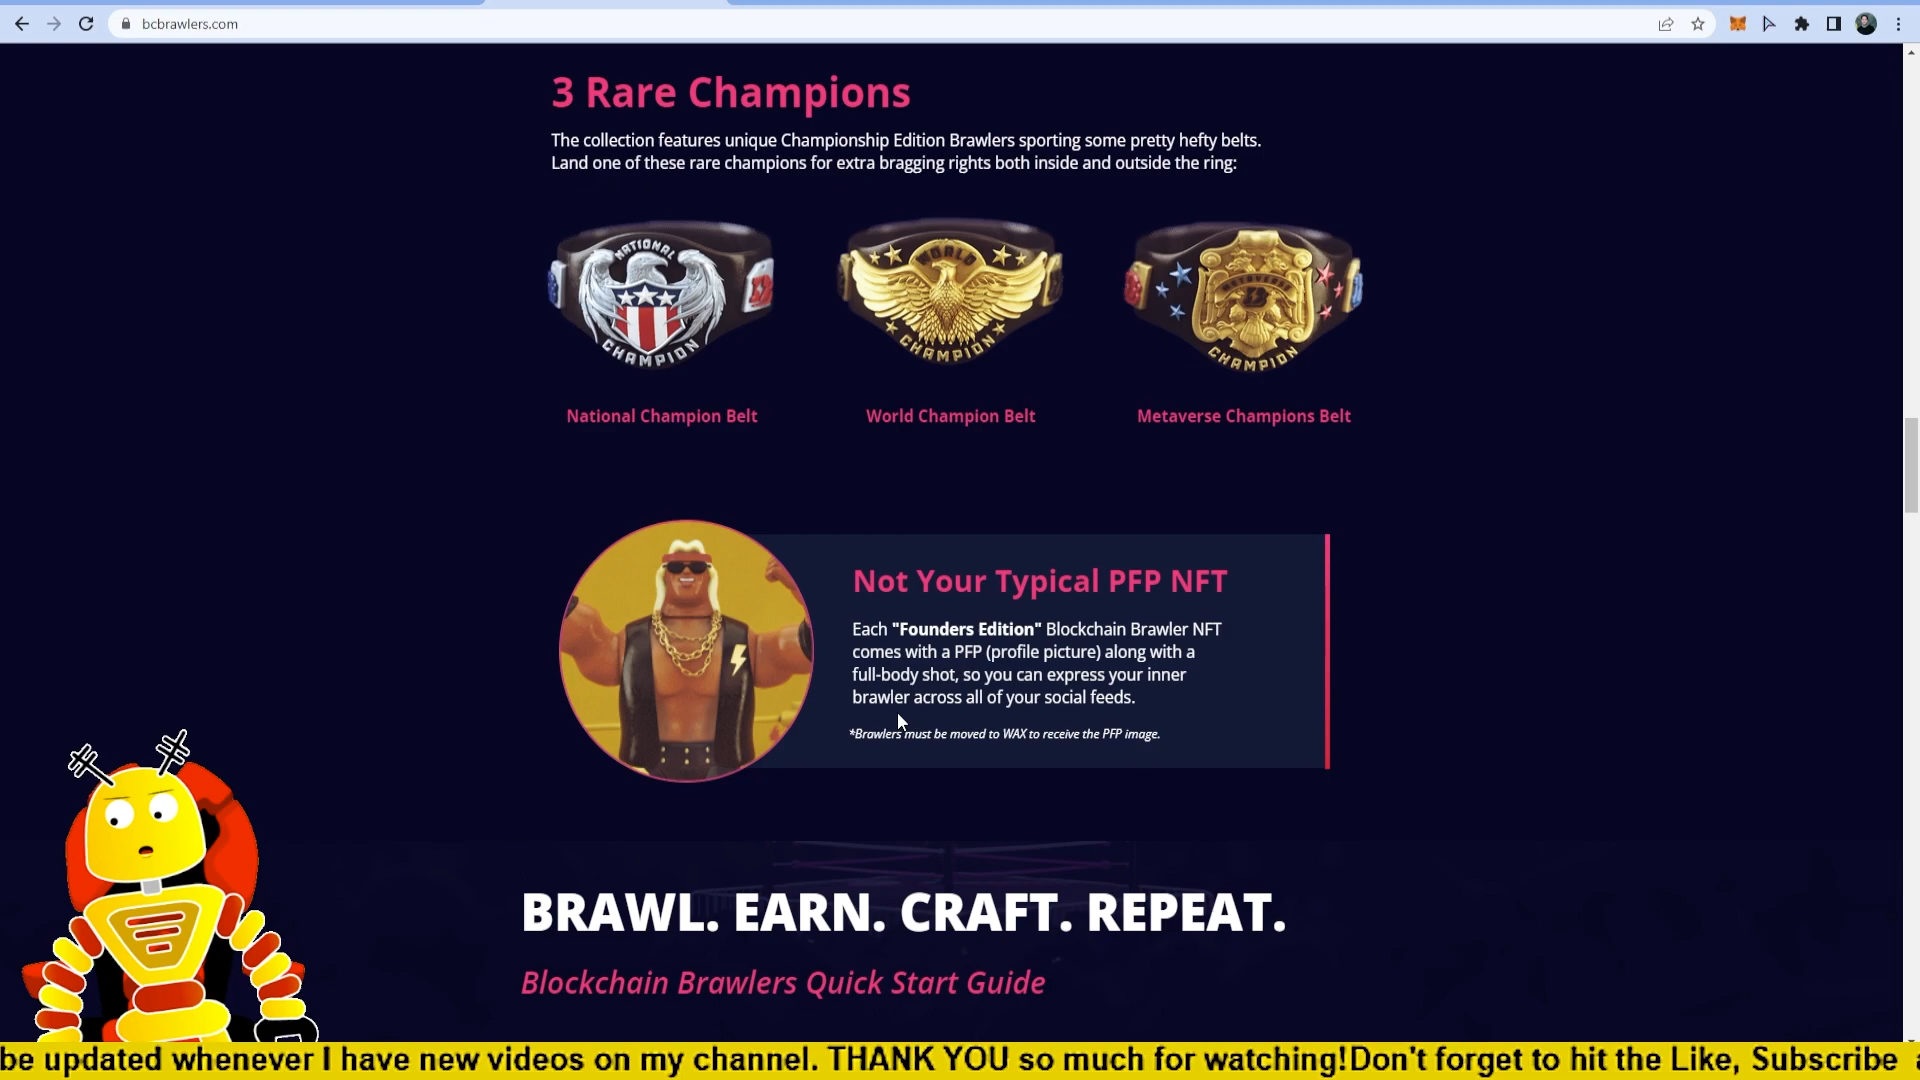 bcbrawlers.com
3 Rare Champions
The collection features unique Championship Edition Brawlers sporting some pretty hefty belts.
Land one of these rare champions for extra bragging rights both inside and outside the ring:
NATIONAL
CHAMPION
WORLD
CHAMPION
METAVERSE
CHAMPION
National Champion Belt
World Champion Belt
Metaverse Champions Belt
Not Your Typical PFP NFT
Each "Founders Edition" Blockchain Brawler NFT
comes with a PFP (profile picture) along with a
full-body shot, so you can express your inner
brawler across all of your social feeds.
*Brawlers must be moved to WAX to receive the PFP image.
BRAWL. EARN. CRAFT. REPEAT.
Blockchain Brawlers Quick Start Guide
be updated whenever I have new videos on my channel. THANK YOU so much for watching!Don't forget to hit the Like, Subscribe